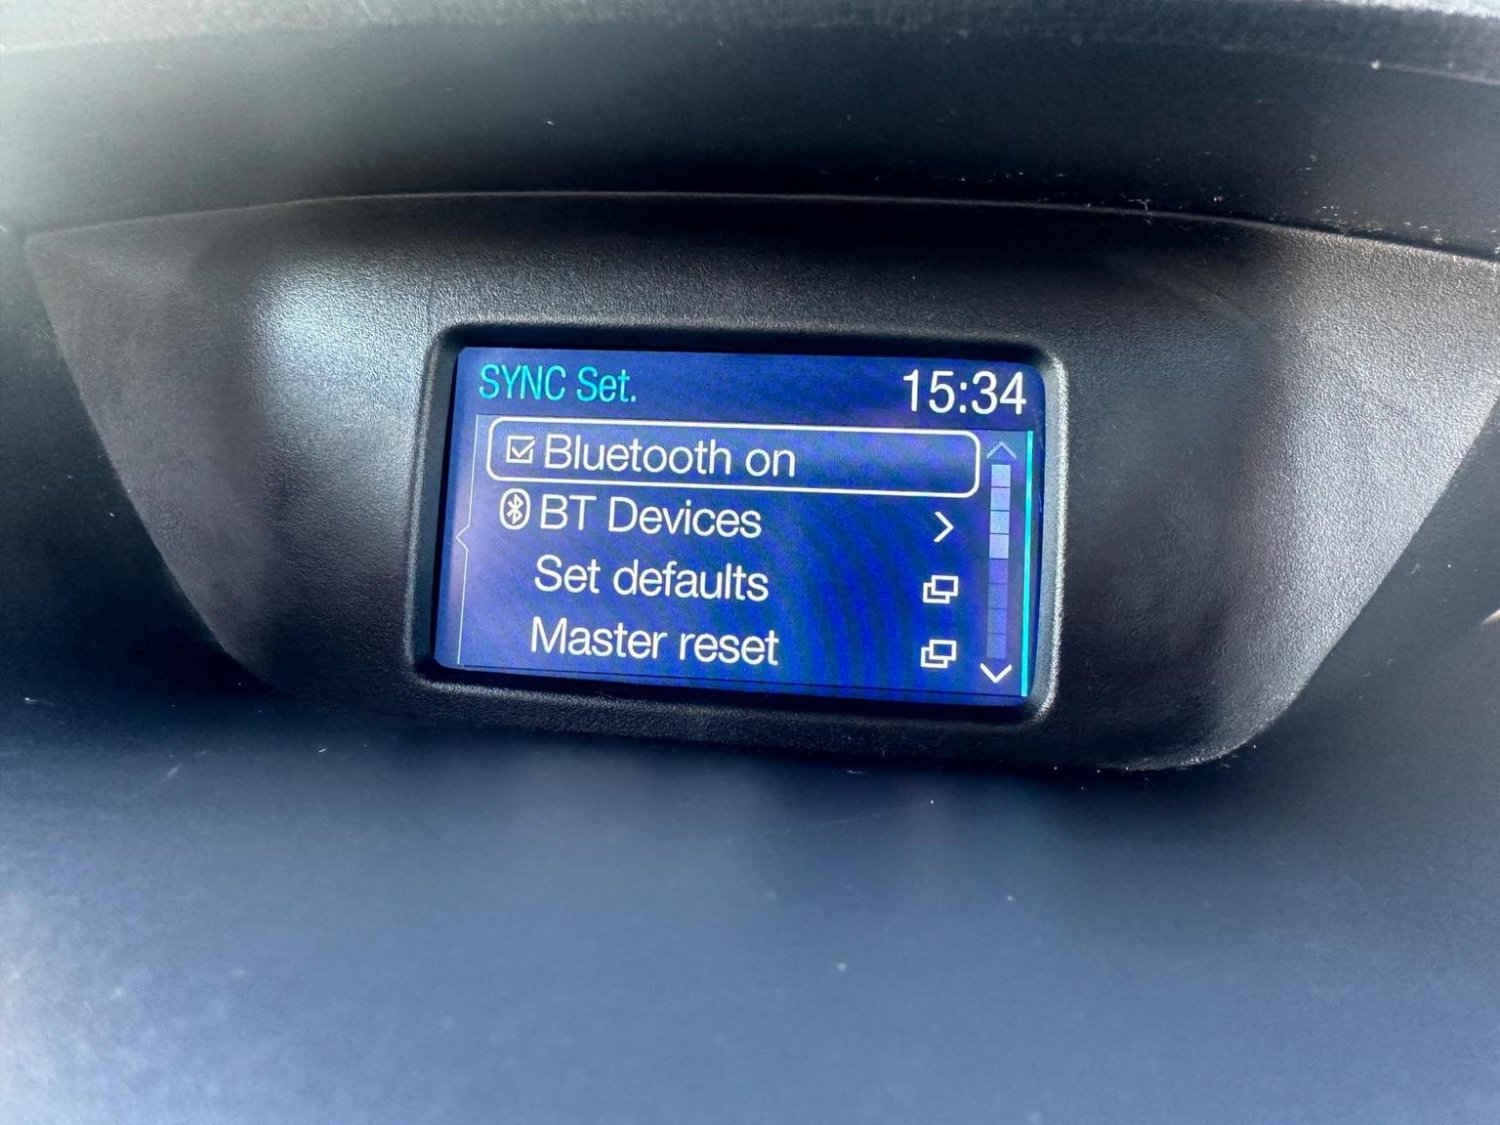 SYNC Set.
15:34
Bluetooth on
BT Devices
Set defaults
Master reset